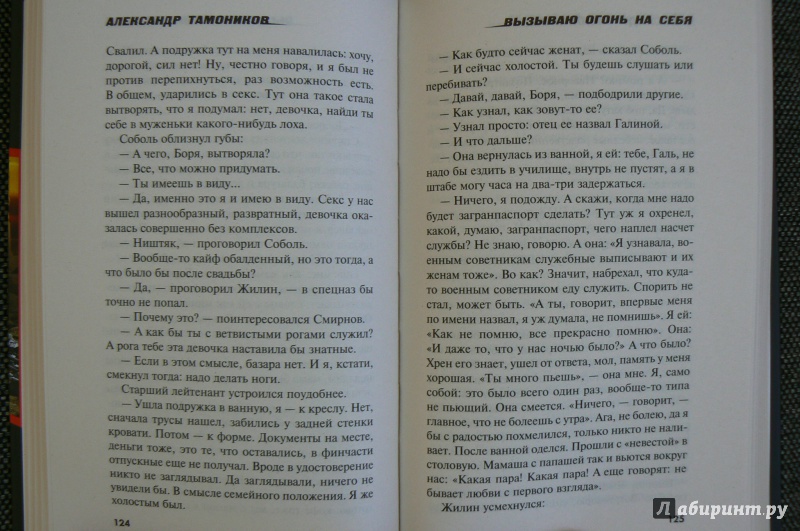 АЛЕКСАНДР ТАМОНИКОВ
Свалил. А подружка тут на меня навалилась: хочу,
дорогой, сил нет! Ну, честно говоря, и я был не
против перепихнуться, раз возможность есть.
В общем, ударились в секс. Тут она такое стала
вытворять, что я подумал: нет, девочка, найди ты
себе в муженьки какого-нибудь лоха.
Соболь облизнул губы:
— А чего, Боря, вытворяла?
— Все, что можно придумать.
— Ты имеешь в виду...
— Да, именно это я и имею в виду. Секс у нас
вышел разнообразный, развратный, девочка ока-
залась совершенно без комплексов.
— Ништяк, — проговорил Соболь.
— Вообще-то кайф обалденный, но это тогда, а
что было бы после свадьбы?
— Да, — протянул Жилин, — в спецназ бы
точно не попал.
— Почему это? — поинтересовался Смирнов.
— А как бы ты с ветвистыми рогами служил?
А рога тебе эта девочка наставила бы знатные.
— Если в этом смысле, базара нет. И я, кстати,
смекнул тогда: надо делать ноги.
Старший лейтенант устроился поудобнее.
— Ушла подружка в ванную, я — к креслу. Нет,
сначала трусы нашел, забились у задней стенки
кровати. Потом — к форме. Документы на месте,
деньги тоже, это те, что оставались, в финчасти
отпускные еще не получал. Вроде в удостоверение
никто не заглядывал. Да заглядывали, ничего не
увидели бы. В смысле семейного положения. Я же
холостым был.
124
ВЫЗЫВАЮ ОГОНЬ НА СЕБЯ
— Как будто сейчас женат, — сказал Соболь.
— И сейчас холостой. Ты будешь слушать или
перебивать?
— Давай, давай, Боря, — подбодрили другие.
— Как узнал, как зовут-то ее?
— Узнал просто: отец ее назвал Галиной.
— И что дальше?
— Она вернулась из ванной, я ей: тебе, Галь, не
надо бы ездить в училище, внутрь не пустят, а я в
штабе могу часа на два-три задержаться.
— Ничего, я подожду. А скажи, когда мне надо
будет загранпаспорт сделать? Тут уж я охренел,
какой, думаю, загранпаспорт, чего наплел насчет
службы? Не знаю, говорю. А она: «Я узнавала, во-
енным советникам служебные выписывают и их
женам тоже». Во как? Значит, набрехал, что куда-
то военным советником еду служить. Спорить не
стал, может быть. «А ты, говорит, впервые меня
по имени назвал, я уж думала, не помнишь». Я ей:
«Как не помню, все прекрасно помню». Она:
«И даже то, что у нас ночью было?» А что было?
Хрен его знает, ушел от ответа, мол, память у меня
хорошая. «Ты много пьешь», — она мне. Я, само
собой: это было всего один раз, вообще-то типа
не пьющий. Она смеется. «Ничего, — говорит, —
главное, что не болеешь с утра». Ага, не болею, да я
бы с радостью похмелился, только никто не нали-
вает. После ванной оделся. Прошли с «невестой» в
столовую. Мамаша с папашей так и вьются вокруг
нас: «Какая пара! Какая пара! А еще говорят: не
бывает любви с первого взгляда».
Жилин усмехнулся:
125
Лабиринт.ру